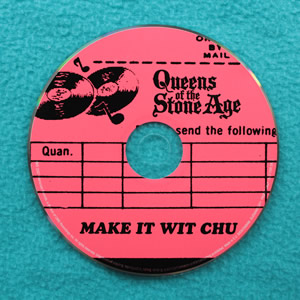 BY
MAIL
Queens
of the
Stone Age
send the following
Quan.
MAKE IT WIT CHU